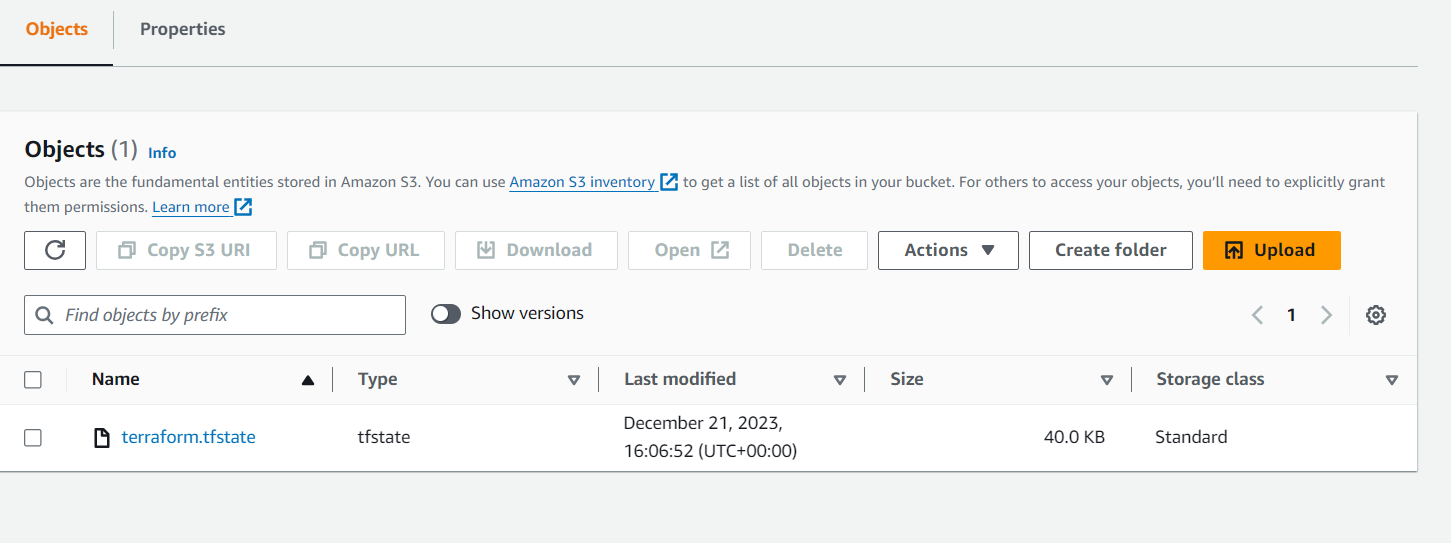 Objects Properties
Objects (1) Info
Objects are the fundamental entities stored in Amazon S3. You can use Amazon S3 inventory to get a list of all objects in your bucket. For others to access your objects, you'll need to explicitly grant
them permissions. Learn more
Copy S3 URI Copy URL Download Open Delete Actions Create folder Upload
Find objects by prefix Show versions 1
Name Type Last modified Size Storage class
terraform.tfstate tfstate December 21, 2023, 40.0 KB Standard
16:06:52 (UTC+00:00)